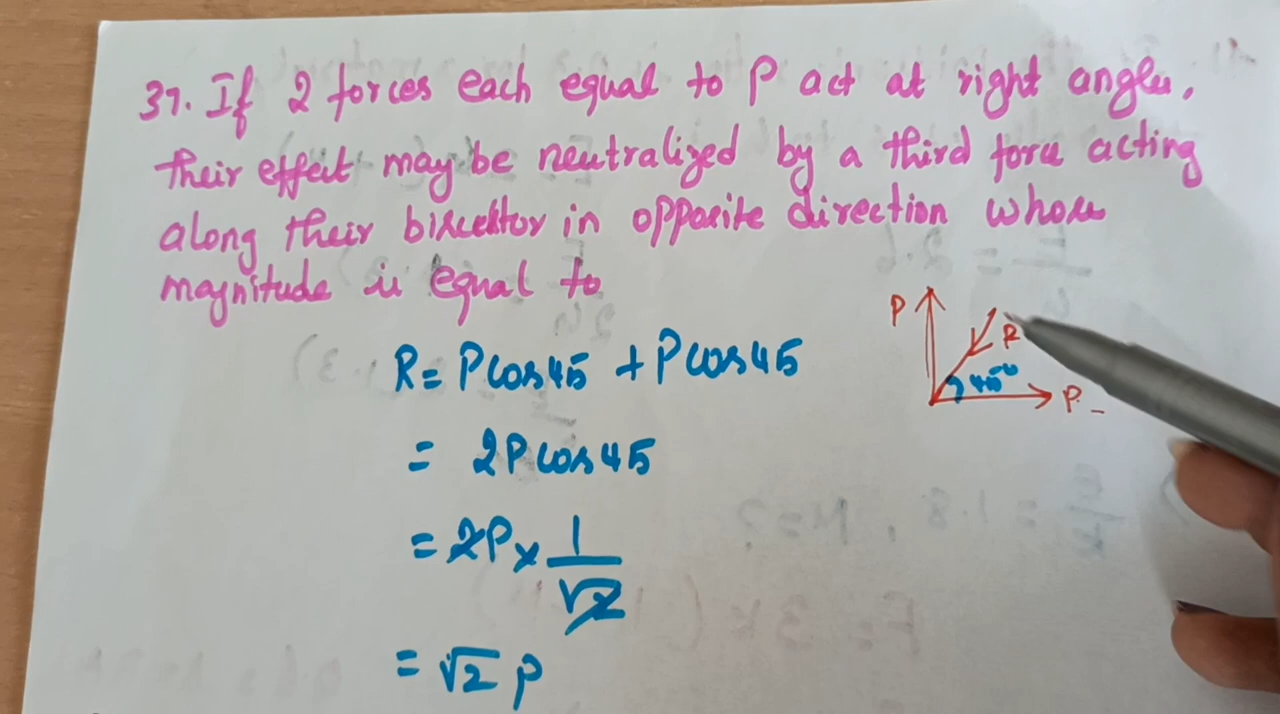 37. If 2 forces each equal to P act at right angles,
their effect may be neutralized by a third force acting
along their bisector in opposite direction whose
magnitude is equal to
P
R
45°
P
R = P cos 45 + P cos 45
= 2P cos 45
= 2P × 1/√2
= √2 P